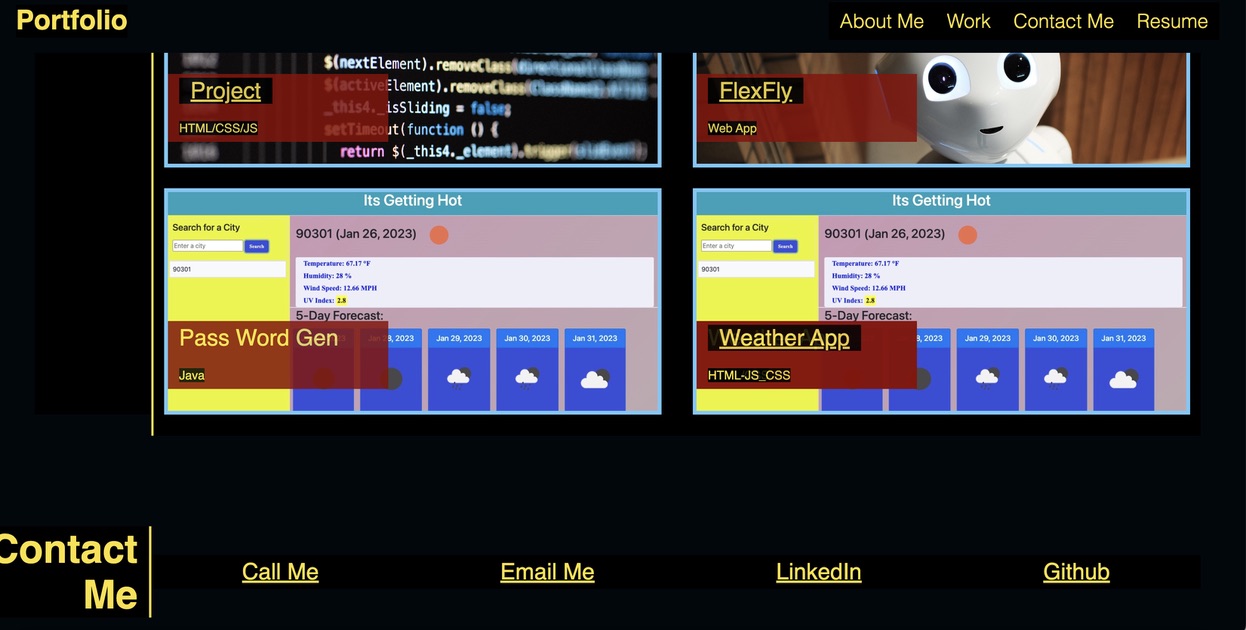 Portfolio
About Me Work Contact Me Resume
$(nextElement).removeClass(
$(activeElement).removeClass(
Project
_this4._isSliding = false;
HTML/CSS/JS
setTimeout(function () {
return $(_this4._element).trigger(
FlexFly
Web App
Its Getting Hot
Search for a City
Enter a city Search
90301
90301 (Jan 26, 2023)
Temperature: 67.17 °F
Humidity: 28 %
Wind Speed: 12.66 MPH
UV Index: 2.8
5-Day Forecast:
Pass Word Gen
Java
Jan 29, 2023 Jan 30, 2023 Jan 31, 2023
Its Getting Hot
Search for a City
Enter a city Search
90301
90301 (Jan 26, 2023)
Temperature: 67.17 °F
Humidity: 28 %
Wind Speed: 12.66 MPH
UV Index: 2.8
5-Day Forecast:
Weather App
HTML-JS_CSS
Jan 29, 2023 Jan 30, 2023 Jan 31, 2023
Contact
Me
Call Me Email Me LinkedIn Github